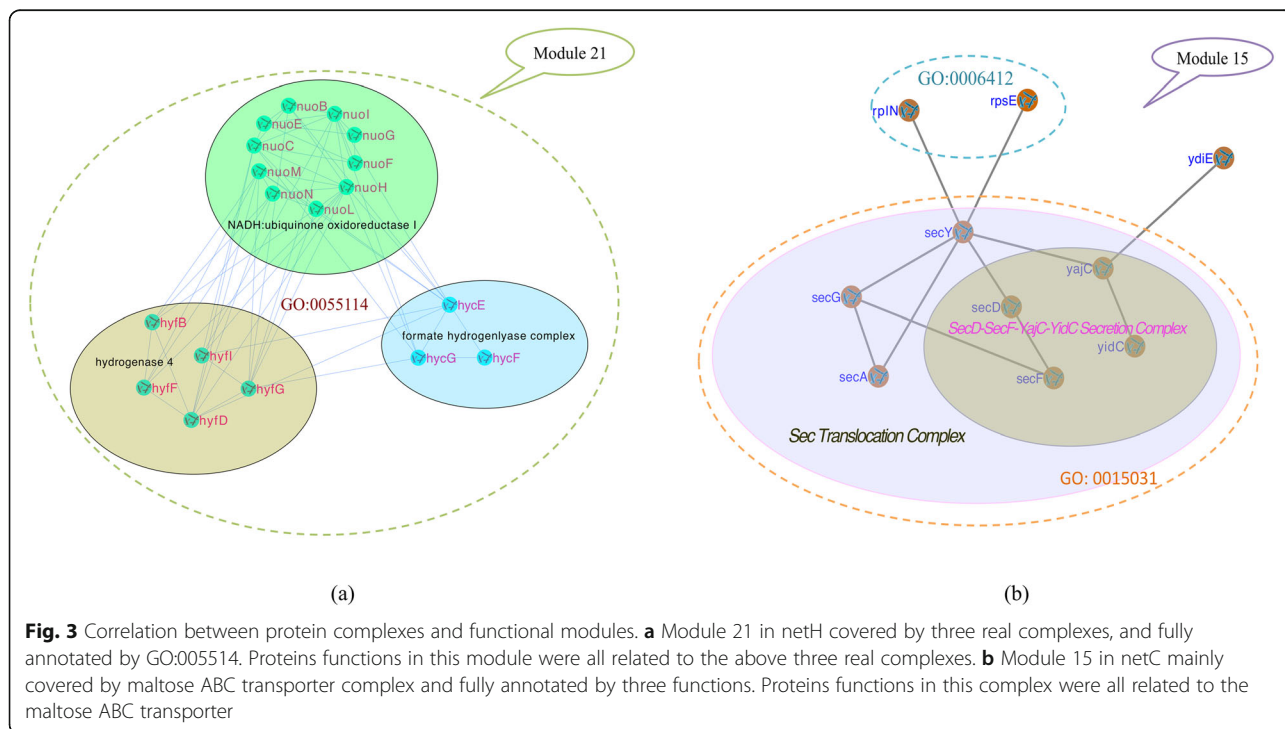 Module 21
nuoB
nuoI
nuoE
nuoG
nuoC
nuoF
nuoM
nuoH
nuoN
nuoL
NADH:ubiquinone oxidoreductase I
GO:0055114
hyfB
hydrogenase 4
hyfI
hyfF
hyfG
hyfD
hycE
formate hydrogenlyase complex
hycG
hycF
(a)
Module 15
GO:0006412
rplN
rpsE
ydiE
secY
yajC
secG
secD
SecD-SecF-YajC-YidC Secretion Complex
yidC
secA
secF
Sec Translocation Complex
GO: 0015031
(b)
Fig. 3 Correlation between protein complexes and functional modules. a Module 21 in netH covered by three real complexes, and fully
annotated by GO:005514. Proteins functions in this module were all related to the above three real complexes. b Module 15 in netC mainly
covered by maltose ABC transporter complex and fully annotated by three functions. Proteins functions in this complex were all related to the
maltose ABC transporter